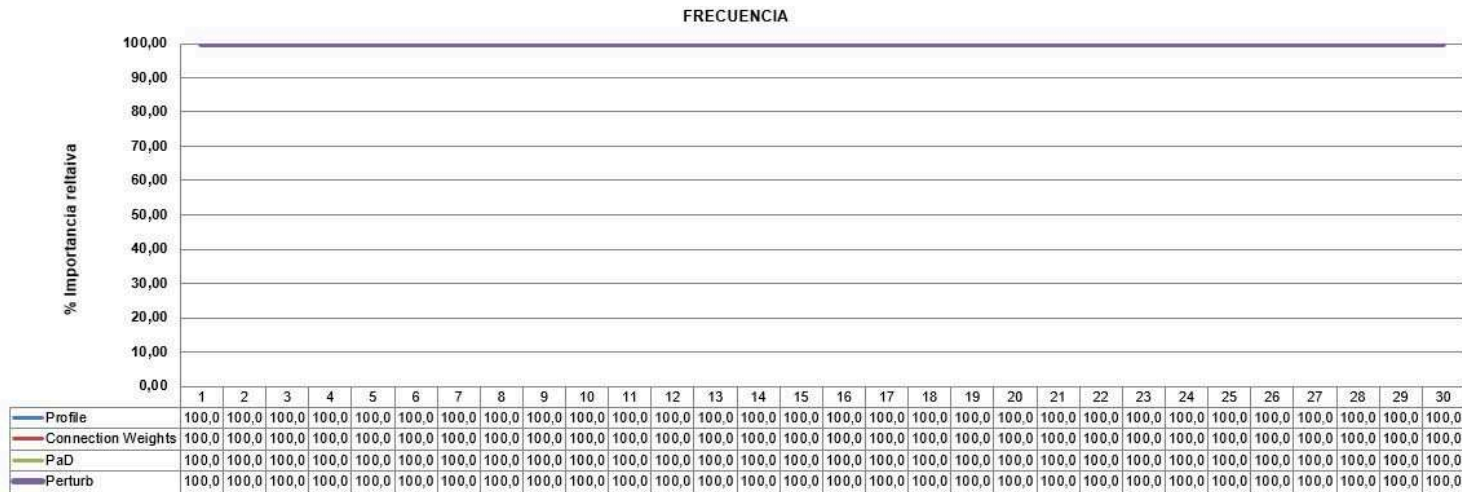 FRECUENCIA
% Importancia reltaiva
100,00
90,00
80,00
70,00
60,00
50,00
40,00
30,00
20,00
10,00
0,00
1 2 3 4 5 6 7 8 9 10 11 12 13 14 15 16 17 18 19 20 21 22 23 24 25 26 27 28 29 30
Profile 100,0 100,0 100,0 100,0 100,0 100,0 100,0 100,0 100,0 100,0 100,0 100,0 100,0 100,0 100,0 100,0 100,0 100,0 100,0 100,0 100,0 100,0 100,0 100,0 100,0 100,0 100,0 100,0 100,0 100,0
Connection Weights 100,0 100,0 100,0 100,0 100,0 100,0 100,0 100,0 100,0 100,0 100,0 100,0 100,0 100,0 100,0 100,0 100,0 100,0 100,0 100,0 100,0 100,0 100,0 100,0 100,0 100,0 100,0 100,0 100,0 100,0
PaD 100,0 100,0 100,0 100,0 100,0 100,0 100,0 100,0 100,0 100,0 100,0 100,0 100,0 100,0 100,0 100,0 100,0 100,0 100,0 100,0 100,0 100,0 100,0 100,0 100,0 100,0 100,0 100,0 100,0 100,0
Perturb 100,0 100,0 100,0 100,0 100,0 100,0 100,0 100,0 100,0 100,0 100,0 100,0 100,0 100,0 100,0 100,0 100,0 100,0 100,0 100,0 100,0 100,0 100,0 100,0 100,0 100,0 100,0 100,0 100,0 100,0